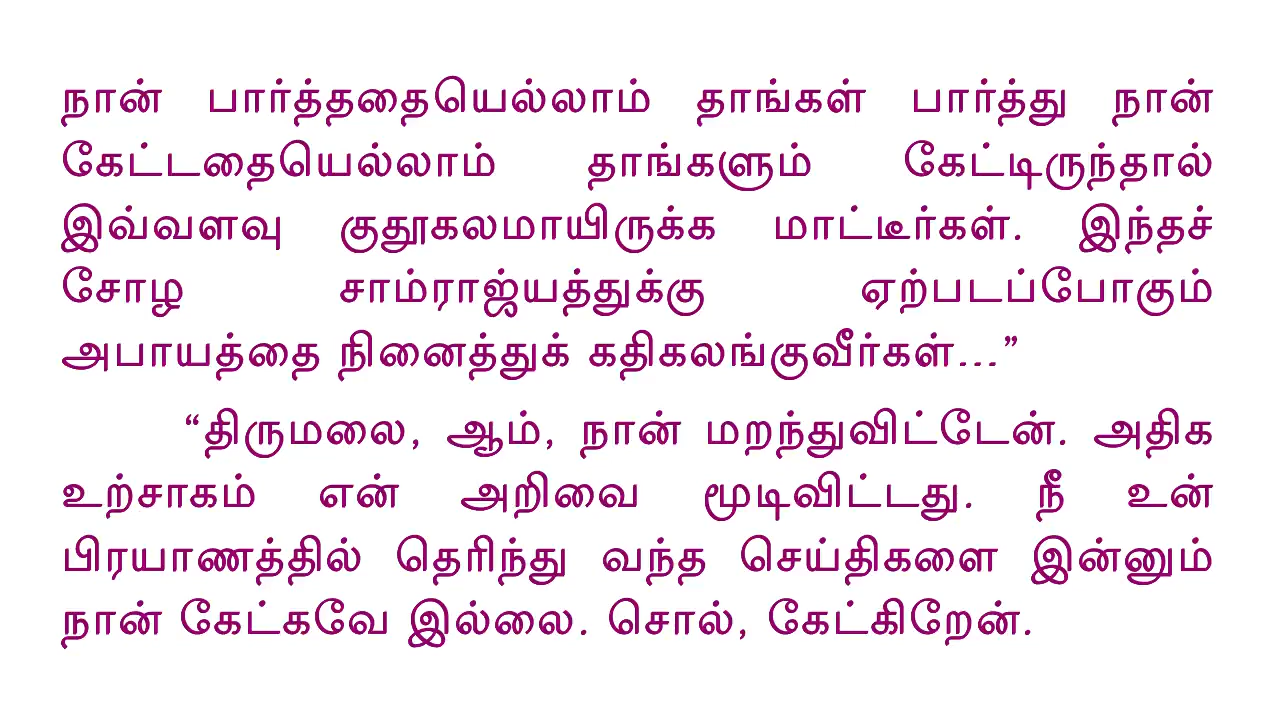 நான் பார்த்ததையெல்லாம் தாங்கள் பார்த்து நான்
கேட்டதையெல்லாம் தாங்களும் கேட்டிருந்தால்
இவ்வளவு குதூகலமாயிருக்க மாட்டீர்கள். இந்தச்
சோழ சாம்ராஜ்யத்துக்கு ஏற்படப்போகும்
அபாயத்தை நினைத்துக் கதிகலங்குவீர்கள்...”
“திருமலை, ஆம், நான் மறந்துவிட்டேன். அதிக
உற்சாகம் என் அறிவை மூடிவிட்டது. நீ உன்
பிரயாணத்தில் தெரிந்து வந்த செய்திகளை இன்னும்
நான் கேட்கவே இல்லை. சொல், கேட்கிறேன்.